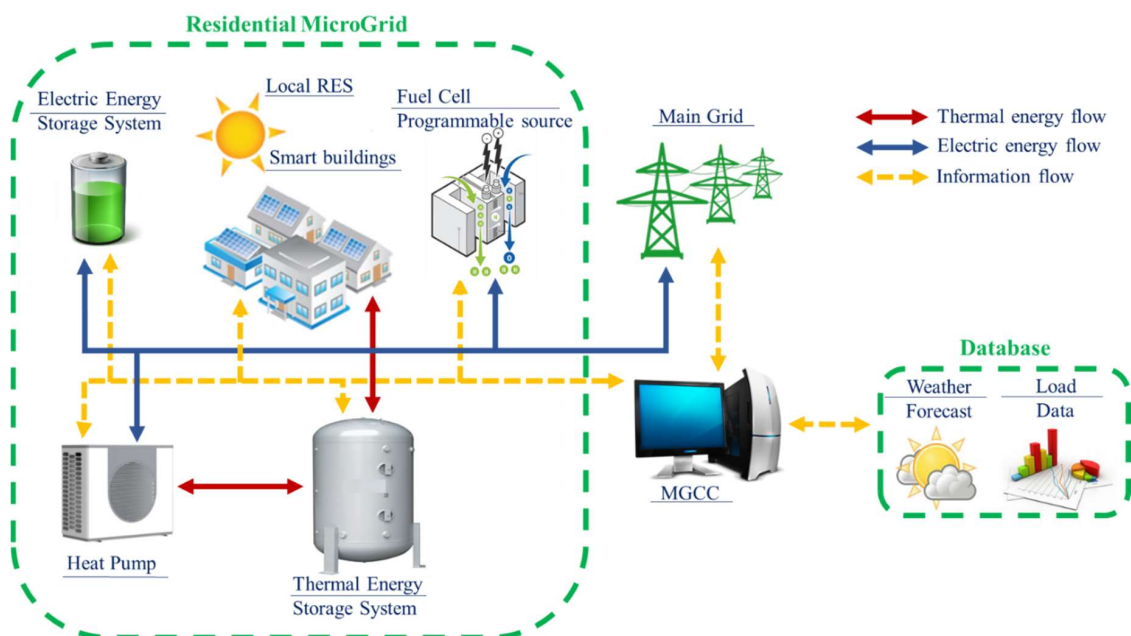 Residential MicroGrid
Electric Energy
Storage System
Local RES
Smart buildings
Fuel Cell
Programmable source
Main Grid
Thermal energy flow
Electric energy flow
Information flow
Heat Pump
Thermal Energy
Storage System
MGCC
Database
Weather
Forecast
Load
Data